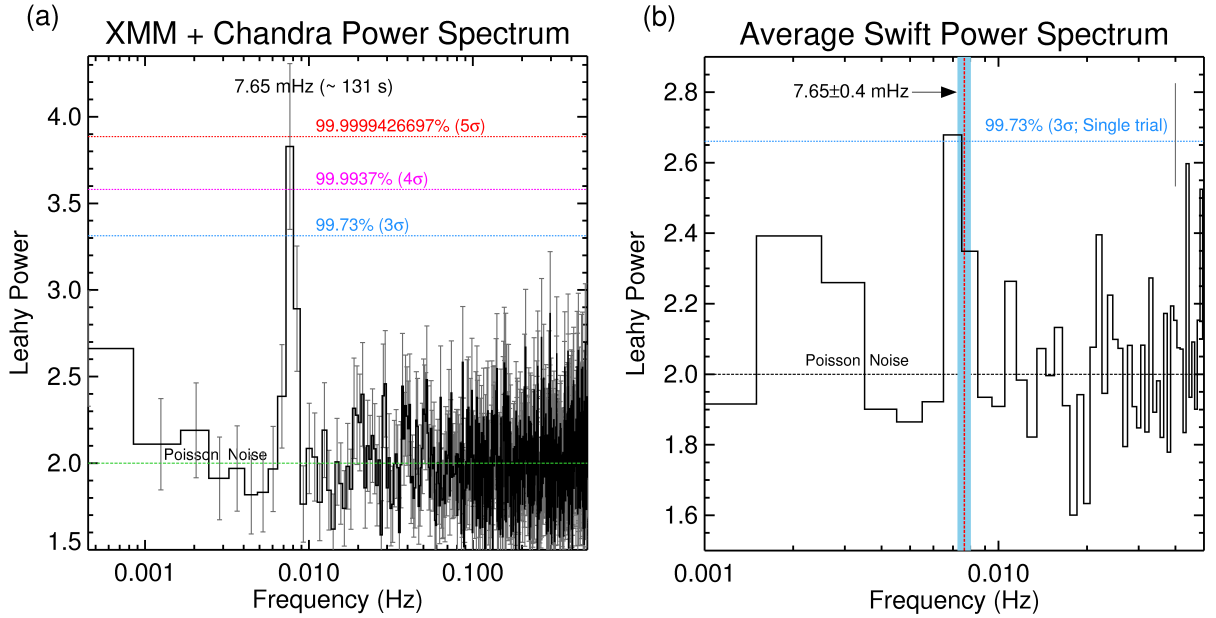 (a)
XMM + Chandra Power Spectrum
7.65 mHz (~ 131 s)
99.9999426697% (5σ)
99.9937% (4σ)
99.73% (3σ)
Poisson Noise
Leahy Power
4.0
3.5
3.0
2.5
2.0
1.5
0.001
0.010
0.100
Frequency (Hz)
(b)
Average Swift Power Spectrum
7.65±0.4 mHz
99.73% (3σ; Single trial)
Poisson Noise
Leahy Power
2.8
2.6
2.4
2.2
2.0
1.8
1.6
0.001
0.010
Frequency (Hz)